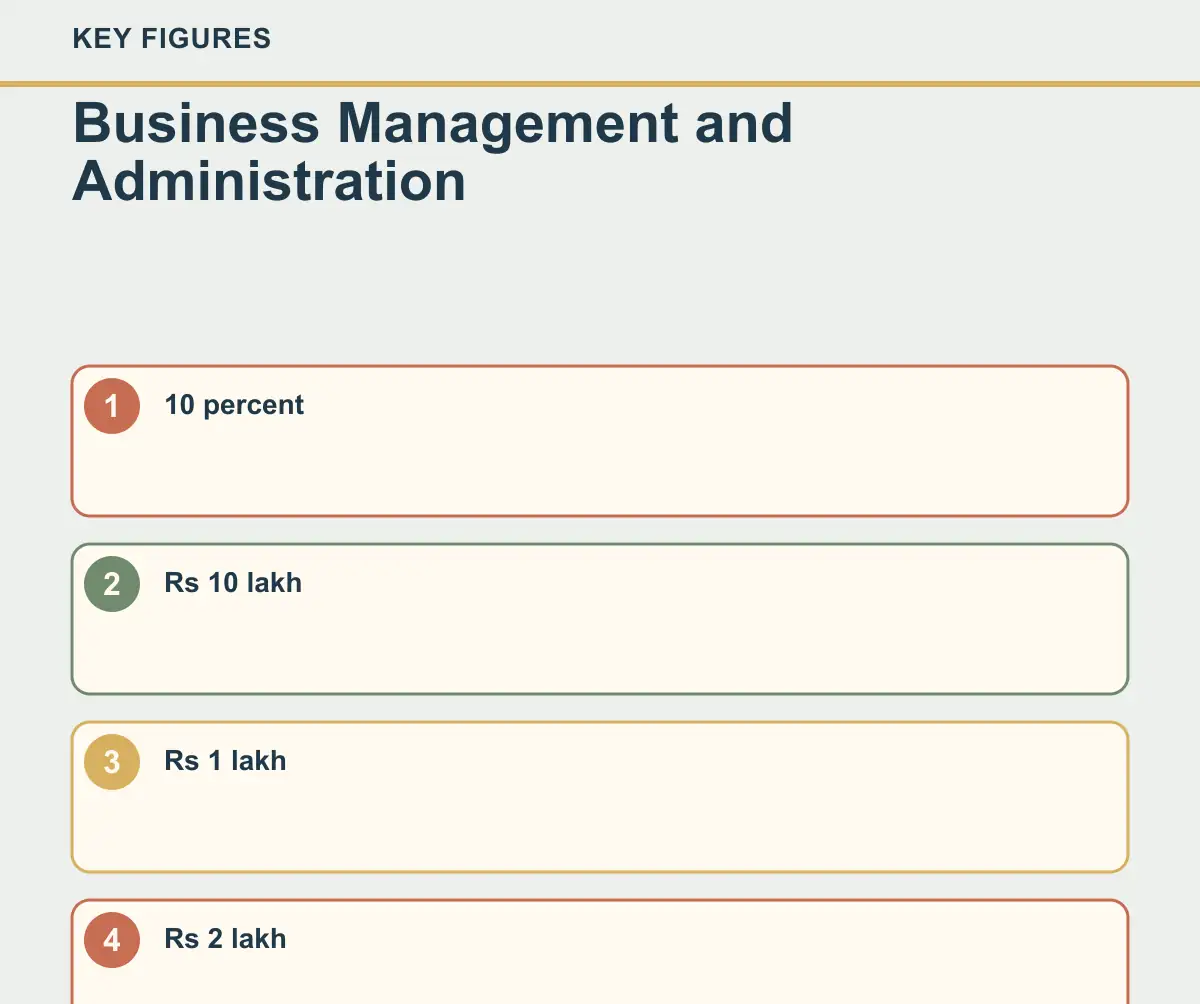 KEY FIGURES
Business Management and
Administration
1 10 percent
2 Rs 10 lakh
3 Rs 1 lakh
4 Rs 2 lakh